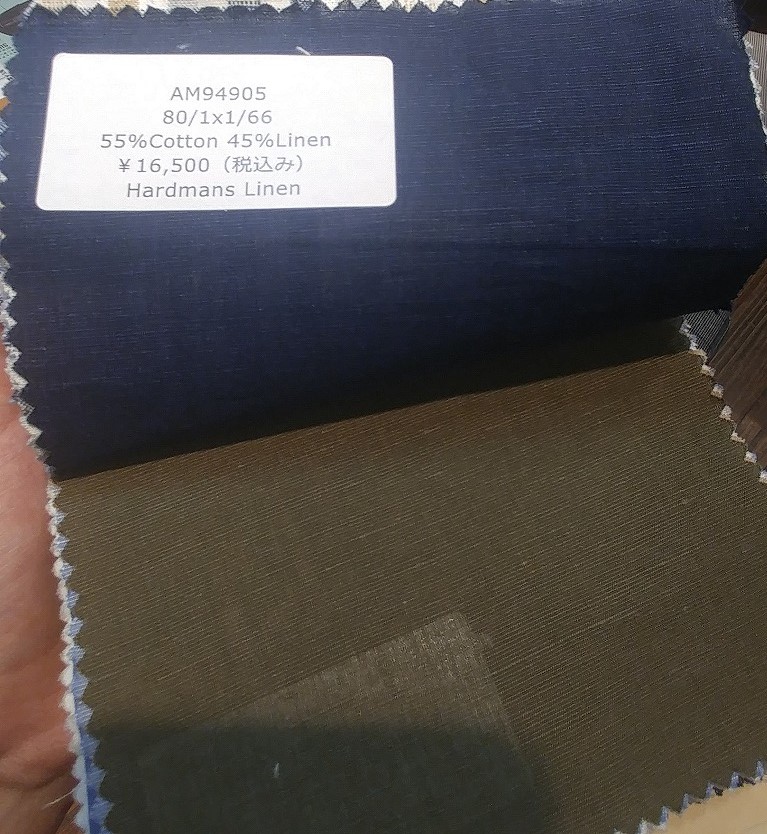 AM94905
80/1x1/66
55%Cotton 45%Linen
￥16,500（税込み）
Hardmans Linen